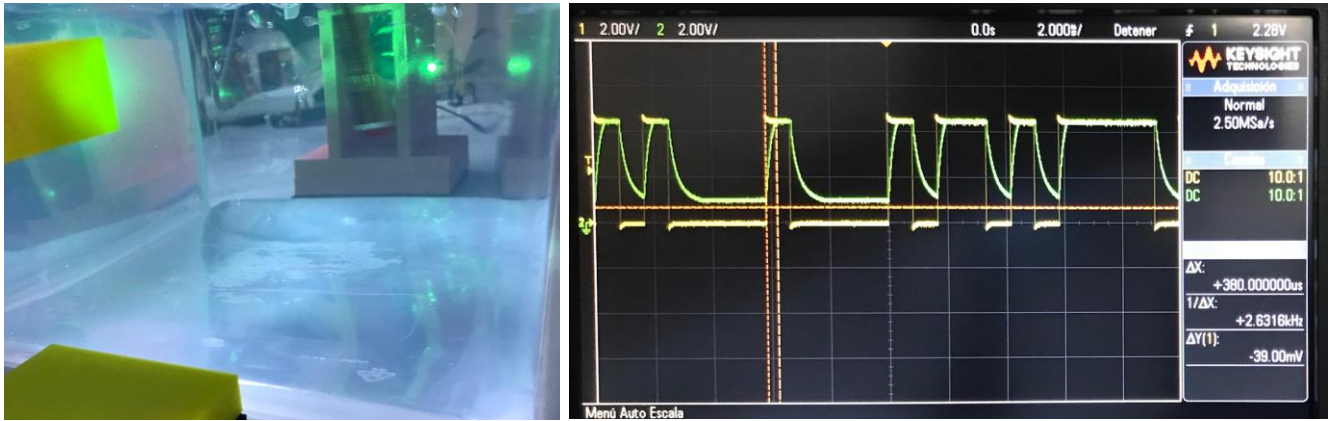 1 2.00V/ 2 2.00V/ 0.0s 2.000s/ Detener 1 2.28V
KEYSIGHT
TECHNOLOGIES
Adquisición
Normal
2.50MSa/s
Canales
DC 10.0:1
DC 10.0:1
T
2
ΔX:
+380.000000us
1/ΔX:
+2.6316kHz
ΔY(1):
-39.00mV
Menú Auto Escala